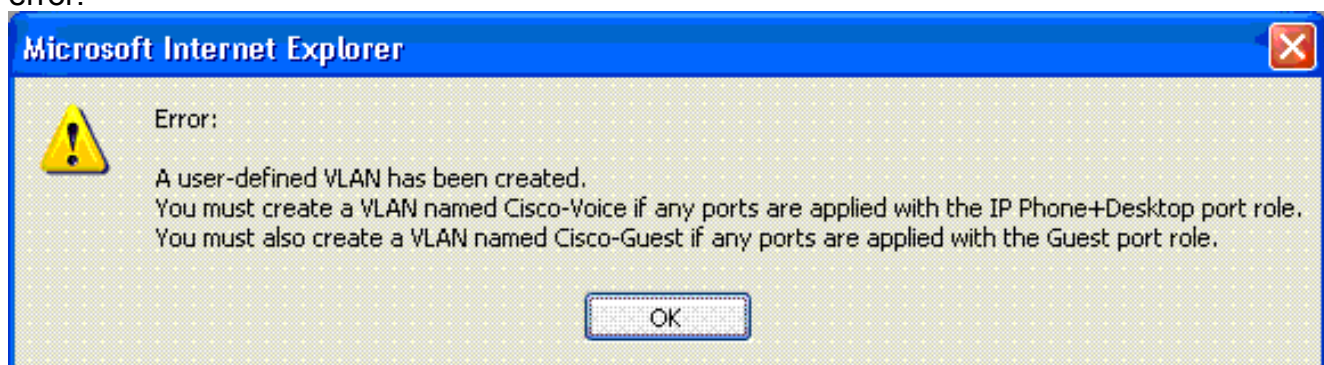 error:
Microsoft Internet Explorer
Error:
A user-defined VLAN has been created.
You must create a VLAN named Cisco-Voice if any ports are applied with the IP Phone+Desktop port role.
You must also create a VLAN named Cisco-Guest if any ports are applied with the Guest port role.
OK